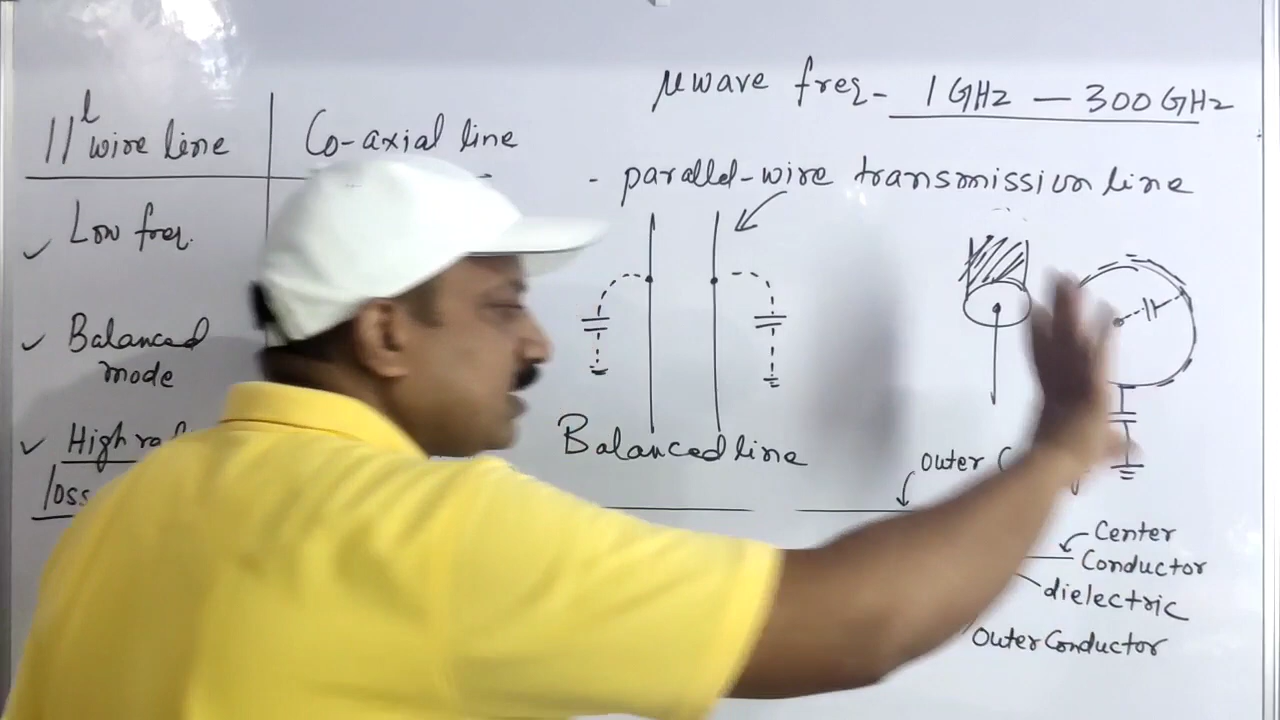 μwave freq- 1 GHz - 300 GHz
11l wire line
Co-axial line
- parallel-wire transmission line
Low freq.
Balanced
mode
High
loss
Balanced line
outer
Center
Conductor
dielectric
Outer Conductor